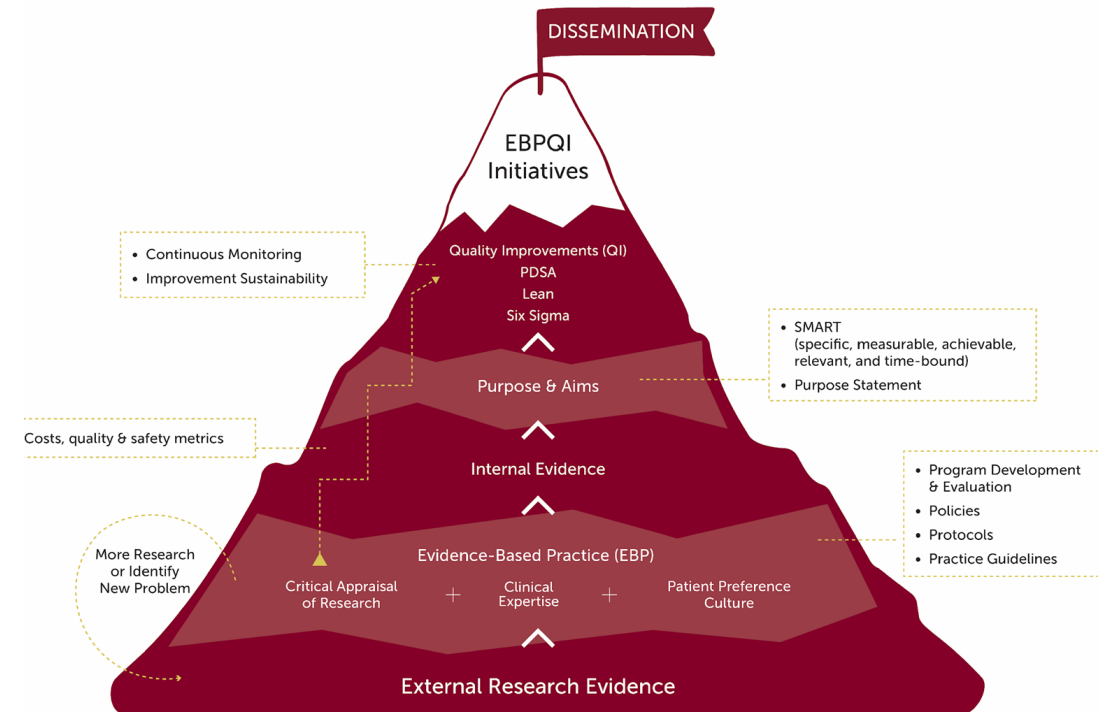 DISSEMINATION
EBPQI
Initiatives
• Continuous Monitoring
• Improvement Sustainability
Quality Improvements (QI)
PDSA
Lean
Six Sigma
• SMART
(specific, measurable, achievable,
relevant, and time-bound)
• Purpose Statement
Purpose & Aims
Costs, quality & safety metrics
Internal Evidence
• Program Development
& Evaluation
• Policies
• Protocols
• Practice Guidelines
More Research
or Identify
New Problem
Evidence-Based Practice (EBP)
Critical Appraisal
of Research
+
Clinical
Expertise
+
Patient Preference
Culture
External Research Evidence